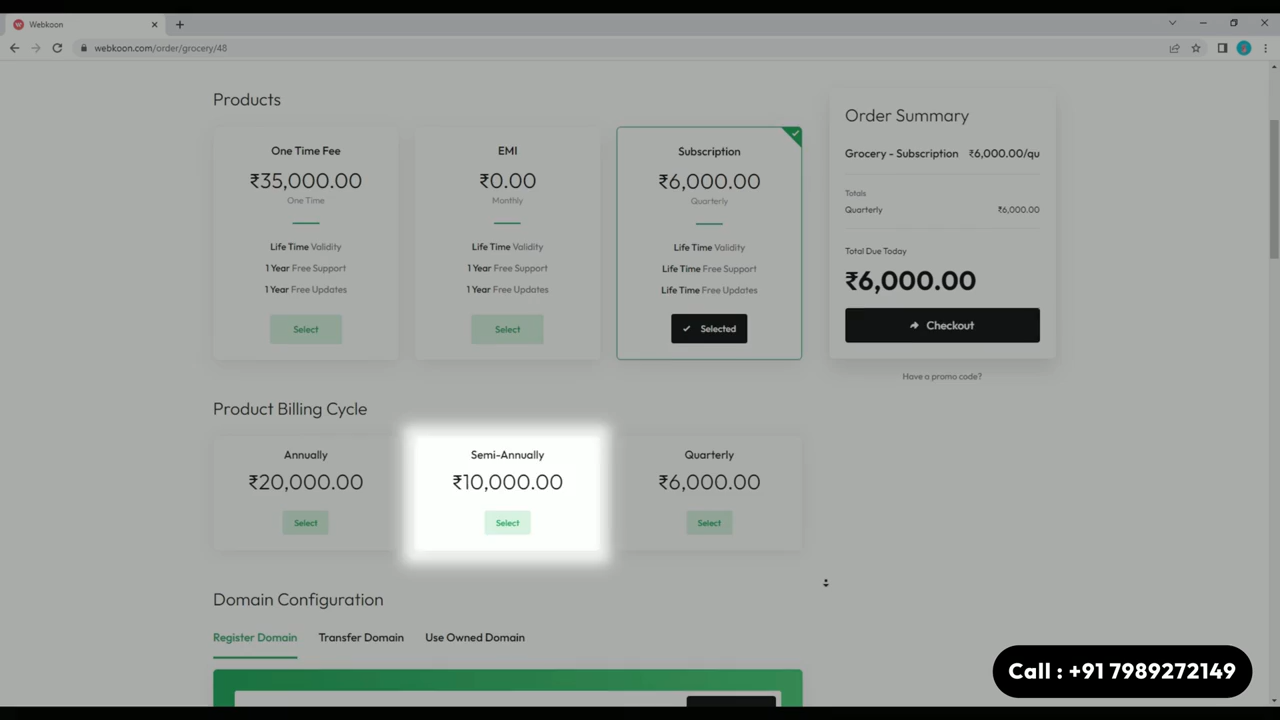 Webkoon
webkoon.com/order/grocery/48
Products
One Time Fee
₹35,000.00
One Time
Life Time Validity
1 Year Free Support
1 Year Free Updates
Select
EMI
₹0.00
Monthly
Life Time Validity
1 Year Free Support
1 Year Free Updates
Select
Subscription
₹6,000.00
Quarterly
Life Time Validity
Life Time Free Support
Life Time Free Updates
Selected
Order Summary
Grocery - Subscription ₹6,000.00/qu
Totals
Quarterly ₹6,000.00
Total Due Today
₹6,000.00
Checkout
Have a promo code?
Product Billing Cycle
Annually
₹20,000.00
Select
Semi-Annually
₹10,000.00
Select
Quarterly
₹6,000.00
Select
Domain Configuration
Register Domain Transfer Domain Use Owned Domain
Call : +91 7989272149